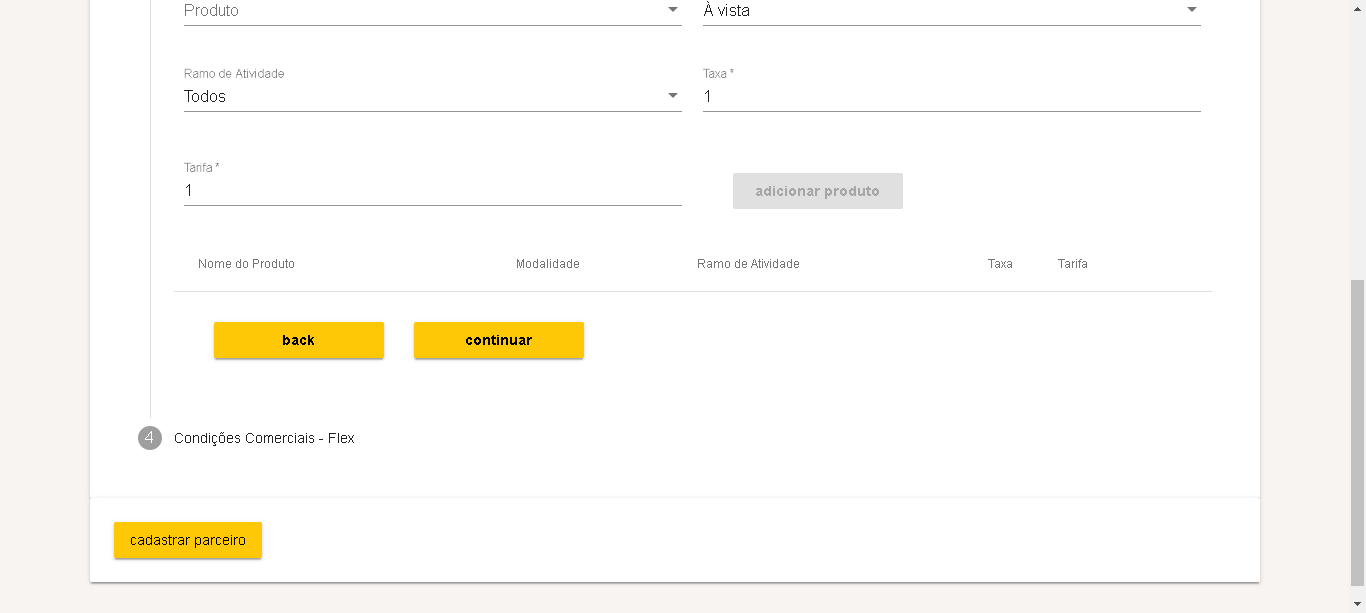 Produto
À vista
Ramo de Atividade
Todos
Taxa *
1
Tarifa *
1
adicionar produto
Nome do Produto Modalidade Ramo de Atividade Taxa Tarifa
back
continuar
4 Condições Comerciais - Flex
cadastrar parceiro